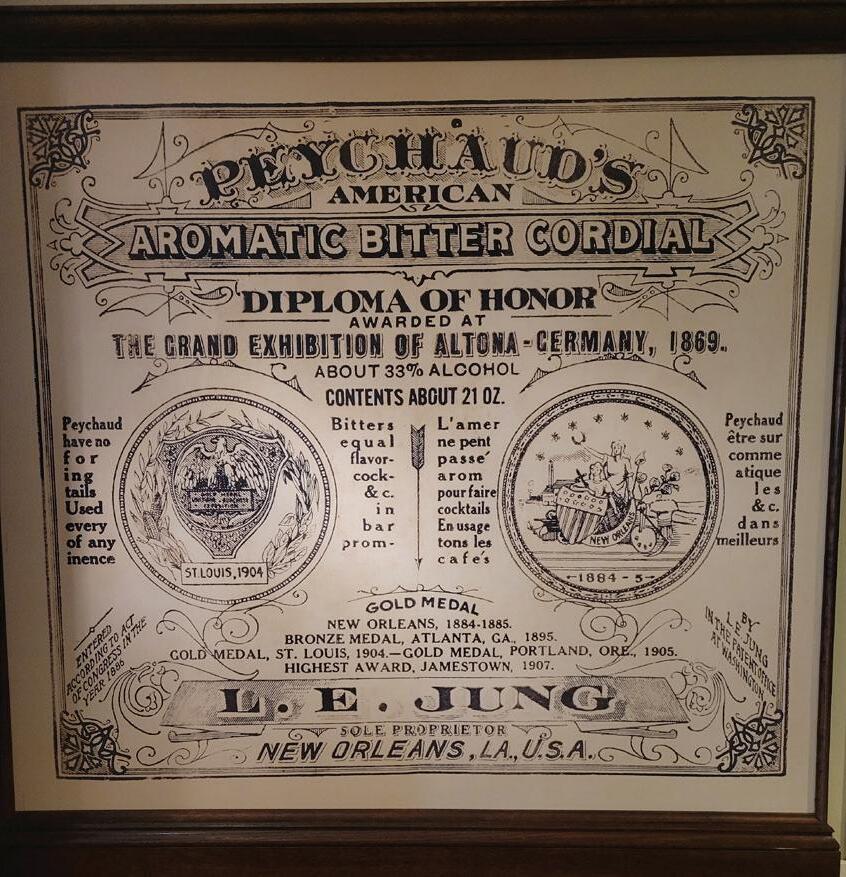 PEYCHAUD'S
AMERICAN
AROMATIC BITTER CORDIAL
DIPLOMA OF HONOR
AWARDED AT
THE GRAND EXHIBITION OF ALTONA-GERMANY, 1869.
ABOUT 33% ALCOHOL
CONTENTS ABOUT 21 OZ.
Peychaud Bitters
have no equal
for flavor-
ing cock-
tails &c.
Used in
every bar
of any prom-
inence
L'amer Peychaud
ne pent être sur
passé comme
arom atique
pour faire les
cocktails &c.
En usage dans
tons les meilleurs
cafés
GOLD MEDAL
EXPOSITION
ST. LOUIS, 1904
NEW ORLEANS
1884-5
GOLD MEDAL
NEW ORLEANS, 1884-1885.
BRONZE MEDAL, ATLANTA, GA., 1895.
GOLD MEDAL, ST. LOUIS, 1904.—GOLD MEDAL, PORTLAND, ORE., 1905.
HIGHEST AWARD, JAMESTOWN, 1907.
ENTERED
ACCORDING TO ACT
OF CONGRESS IN THE
YEAR 1886
BY
L. E. JUNG
IN THE PATENT OFFICE
AT WASHINGTON
L. E. JUNG
SOLE PROPRIETOR
NEW ORLEANS, LA., U.S.A.